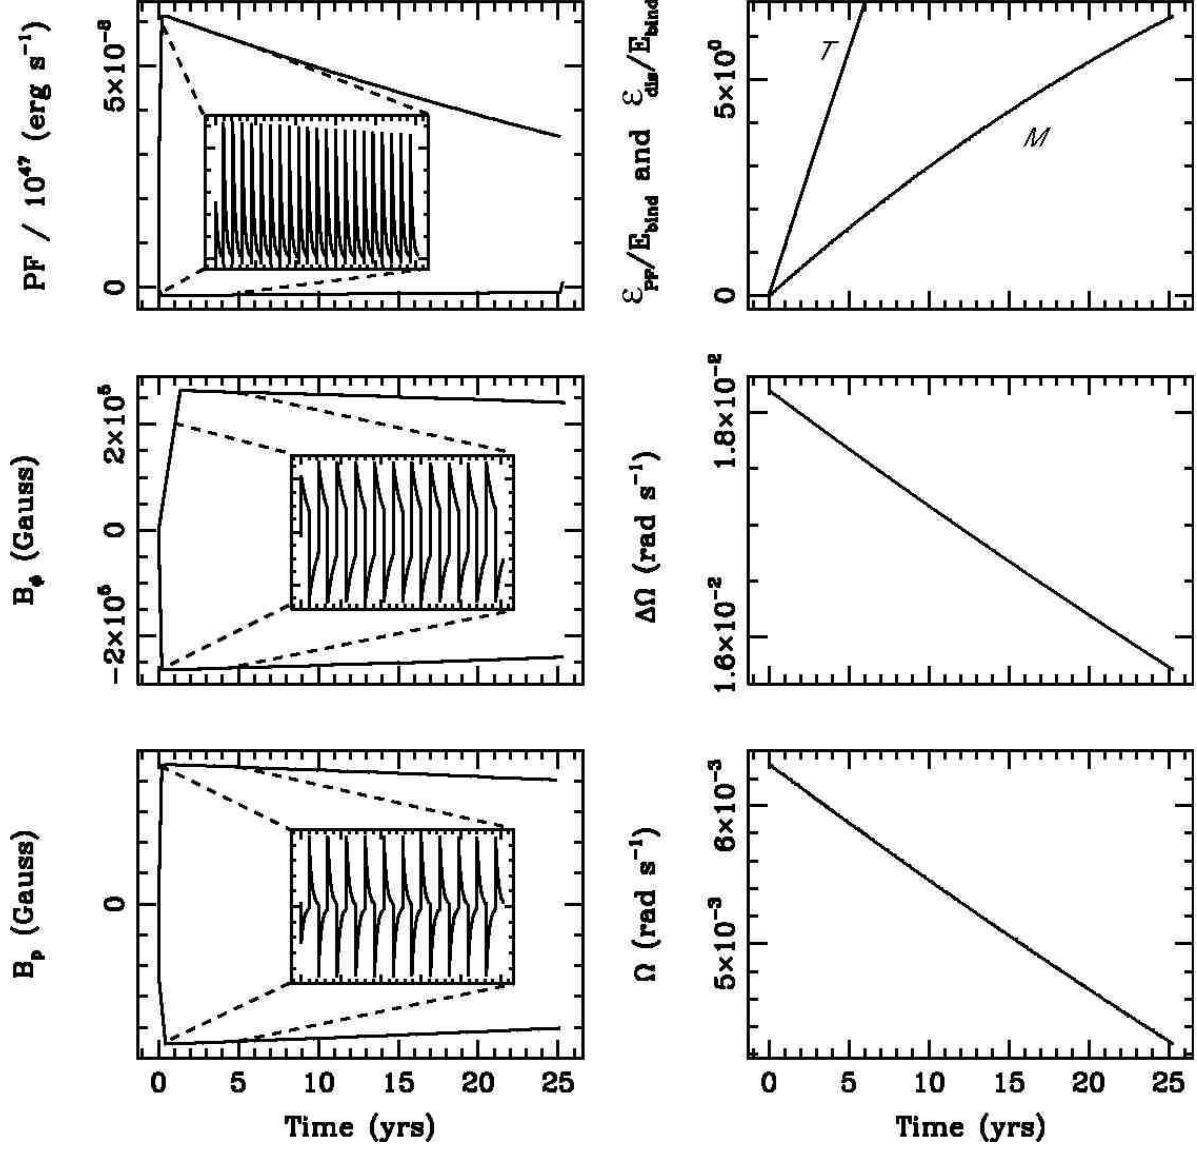 PF / 10⁴⁷ (erg s⁻¹)
5×10⁻⁸
0
ε_PF/E_bind and ε_dis/E_bind
5×10⁰
0
T
M
B_φ (Gauss)
2×10⁵
0
−2×10⁵
ΔΩ (rad s⁻¹)
1.8×10⁻²
1.6×10⁻²
B_p (Gauss)
0
0 5 10 15 20 25
Time (yrs)
Ω (rad s⁻¹)
6×10⁻³
5×10⁻³
0 5 10 15 20 25
Time (yrs)